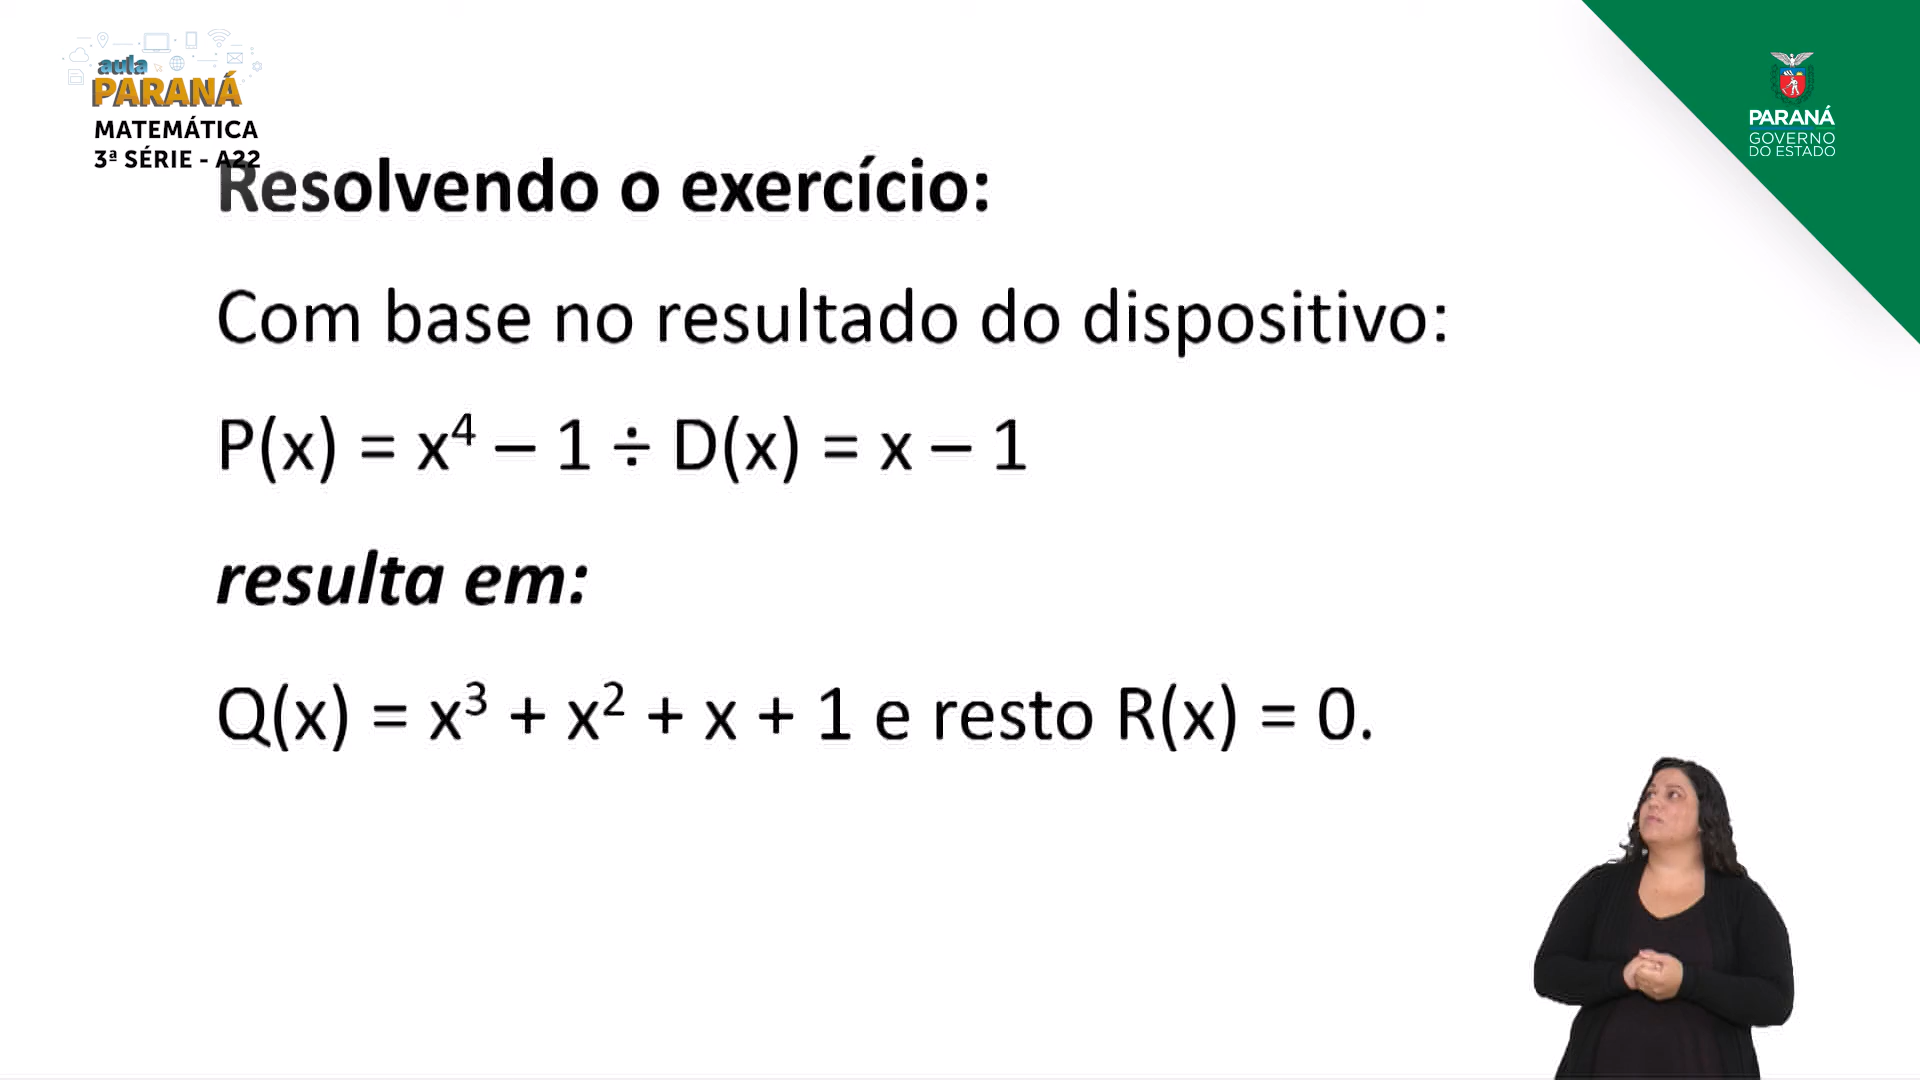 aula
PARANÁ
MATEMÁTICA
3ª SÉRIE - A22
PARANÁ
GOVERNO
DO ESTADO
Resolvendo o exercício:
Com base no resultado do dispositivo:
P(x) = x⁴ – 1 ÷ D(x) = x – 1
resulta em:
Q(x) = x³ + x² + x + 1 e resto R(x) = 0.